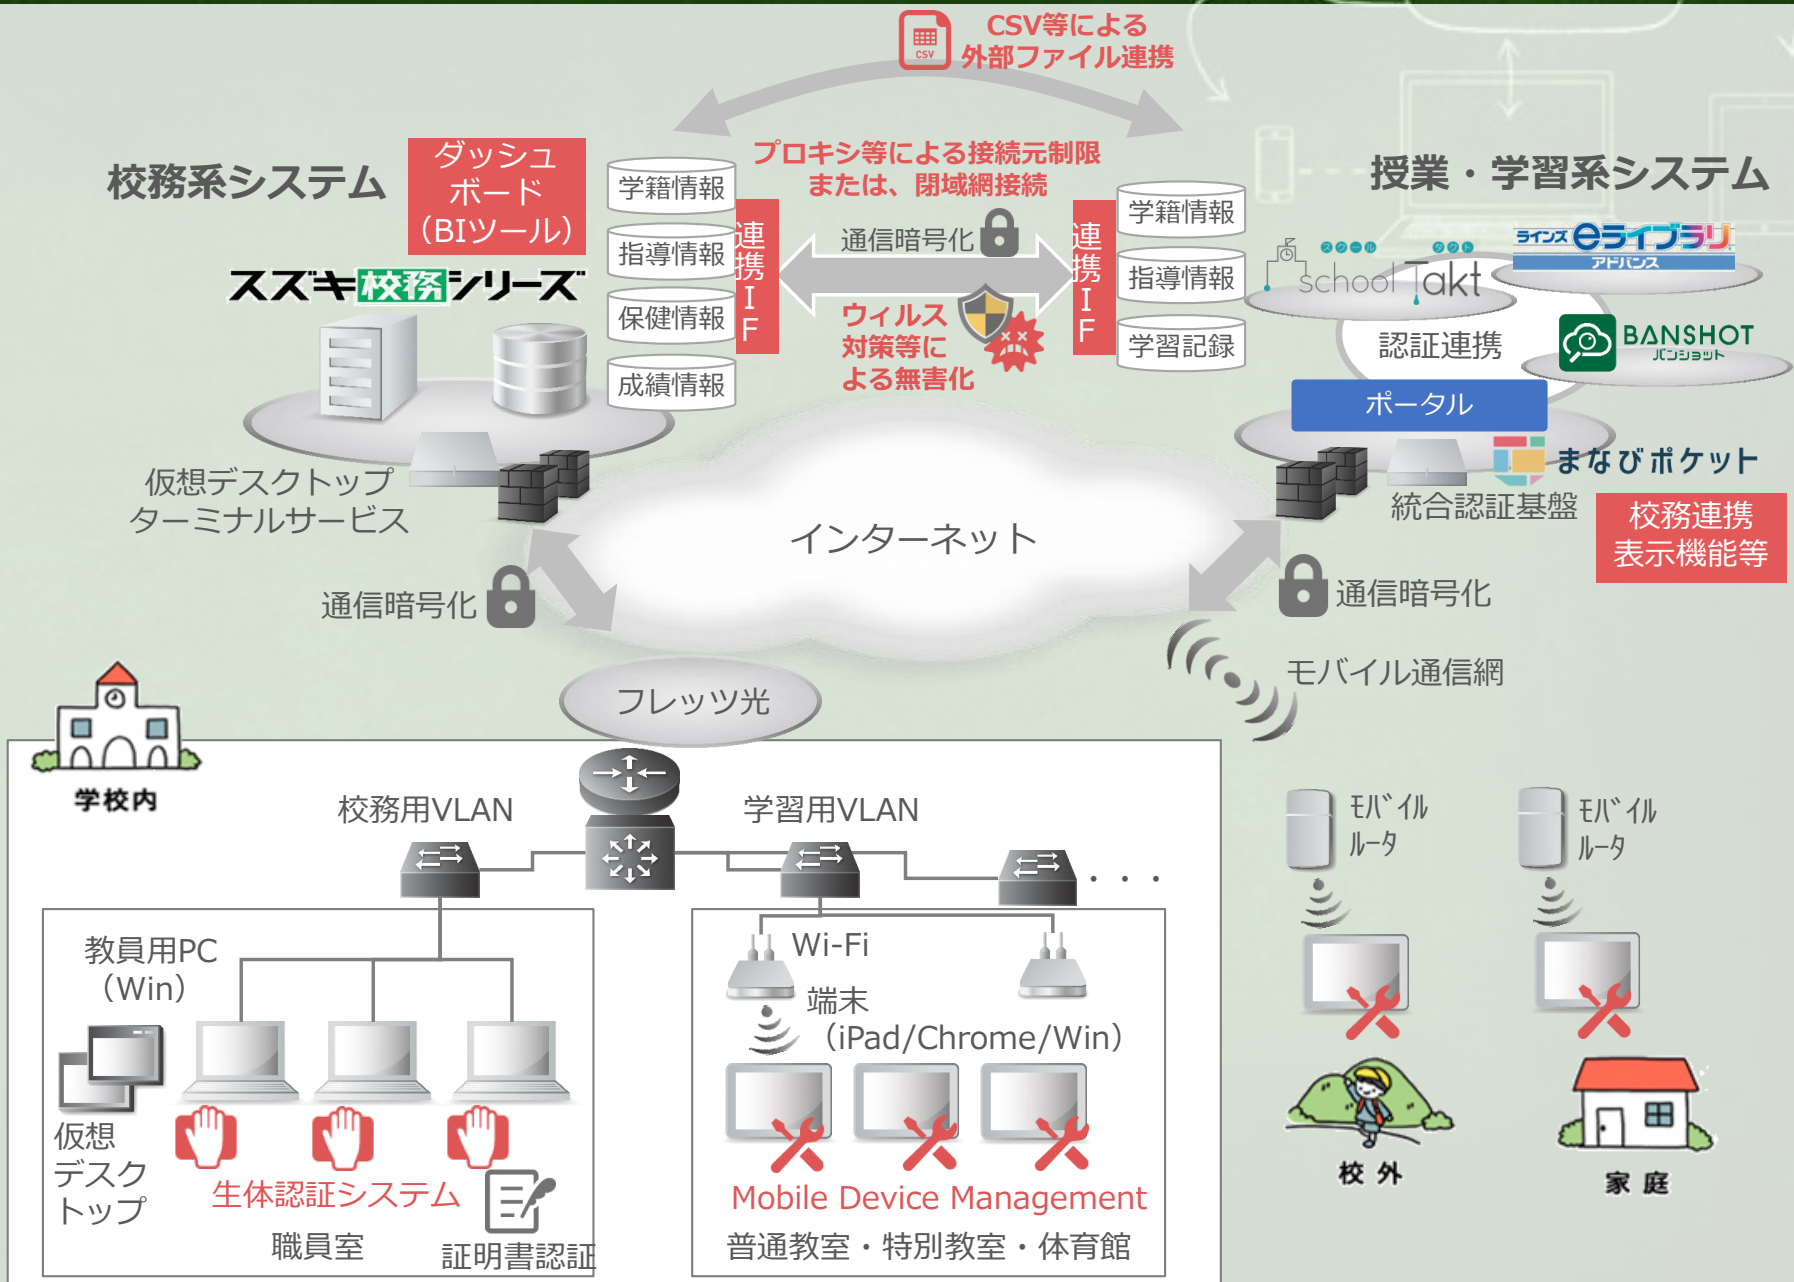 CSV
CSV等による
外部ファイル連携
校務系システム
ダッシュ
ボード
（BIツール）
スズキ校務シリーズ
学籍情報
指導情報
保健情報
成績情報
連携IF
プロキシ等による接続元制限
または、閉域網接続
通信暗号化
ウィルス
対策等に
よる無害化
連携IF
学籍情報
指導情報
学習記録
授業・学習系システム
スクール タクト
school Takt
ラインズ eライブラリ
アドバンス
認証連携
BANSHOT
バンショット
ポータル
まなびポケット
統合認証基盤
校務連携
表示機能等
仮想デスクトップ
ターミナルサービス
インターネット
通信暗号化
通信暗号化
モバイル通信網
フレッツ光
学校内
校務用VLAN
学習用VLAN
・・・
ﾓﾊﾞｲﾙ
ﾙｰﾀ
ﾓﾊﾞｲﾙ
ﾙｰﾀ
教員用PC
（Win）
Wi-Fi
端末
（iPad/Chrome/Win）
仮想
デスク
トップ
生体認証システム
職員室
証明書認証
Mobile Device Management
普通教室・特別教室・体育館
校外
家庭